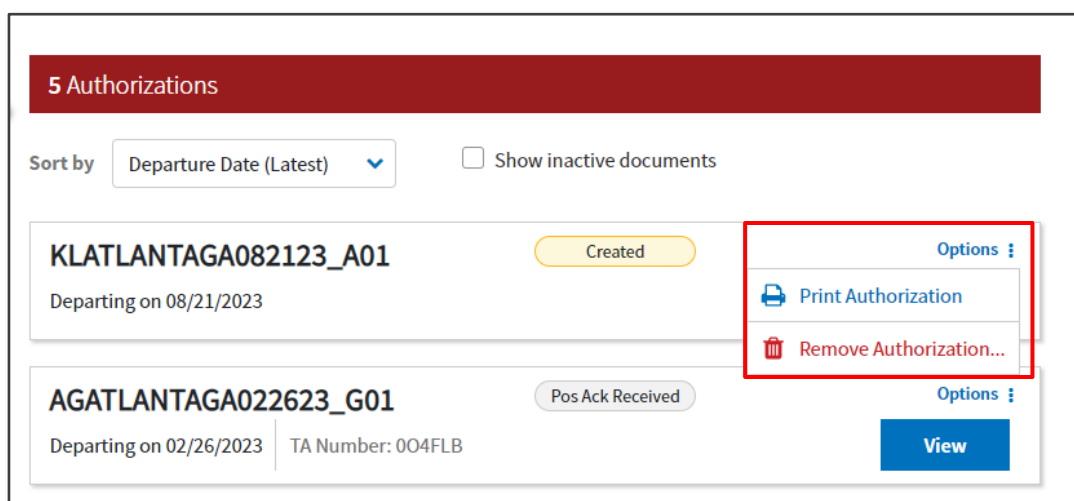 5 Authorizations
Sort by Departure Date (Latest) Show inactive documents
KLATLANTAGA082123_A01 Created Options
Departing on 08/21/2023 Print Authorization
Remove Authorization...
AGATLANTAGA022623_G01 Pos Ack Received Options
Departing on 02/26/2023 TA Number: 0O4FLB View